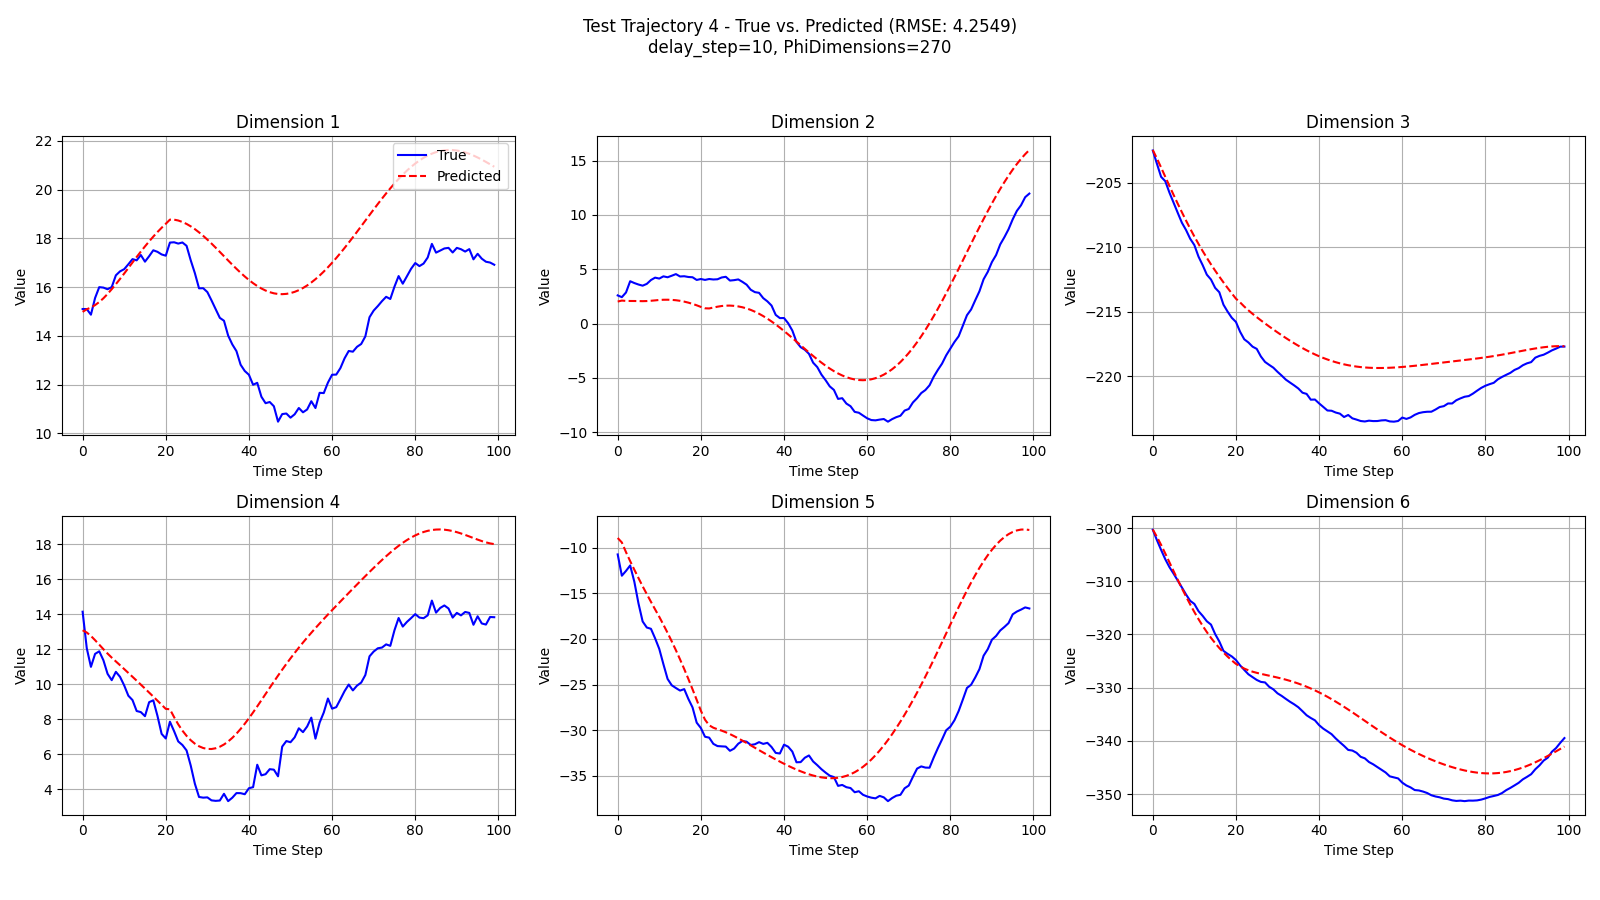 Test Trajectory 4 - True vs. Predicted (RMSE: 4.2549)
delay_step=10, PhiDimensions=270
Dimension 1
Value
22
20
18
16
14
12
10
0 20 40 60 80 100
Time Step
True
Predicted
Dimension 2
Value
15
10
5
0
−5
−10
0 20 40 60 80 100
Time Step
Dimension 3
Value
−205
−210
−215
−220
0 20 40 60 80 100
Time Step
Dimension 4
Value
18
16
14
12
10
8
6
4
0 20 40 60 80 100
Time Step
Dimension 5
Value
−10
−15
−20
−25
−30
−35
0 20 40 60 80 100
Time Step
Dimension 6
Value
−300
−310
−320
−330
−340
−350
0 20 40 60 80 100
Time Step